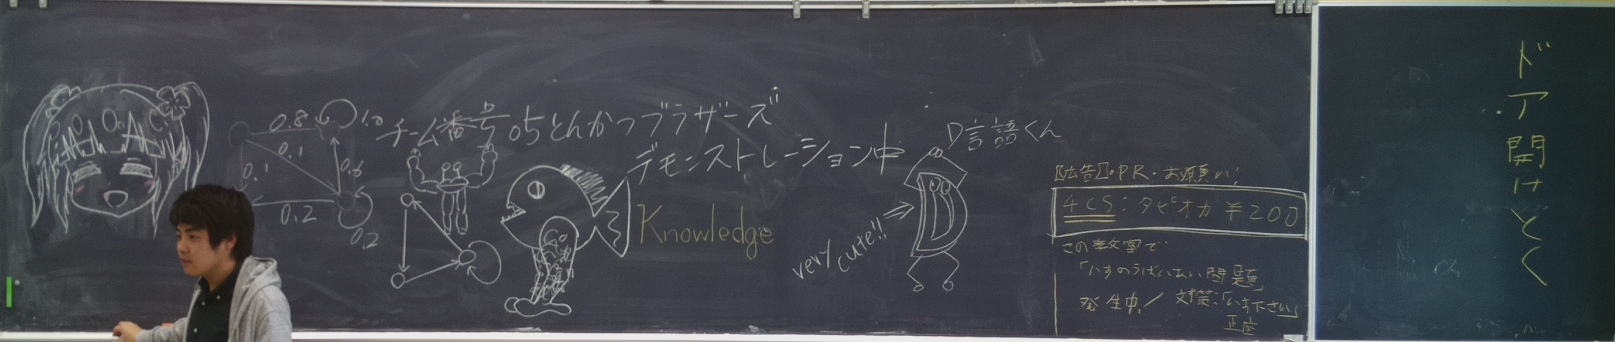 0.8
1.0
0.1
0.1
0.6
0.2
0.2
チーム番号05とんかつブラザーズ
デモンストレーション中
Knowledge
D言語くん
very cute!!
[広告]・PR・お願い!
4CS:タピオカ ¥200
この教室で
「いすのうばいあい問題」
発生中! 対策:「いす下さい」
正座
ドア開けとく